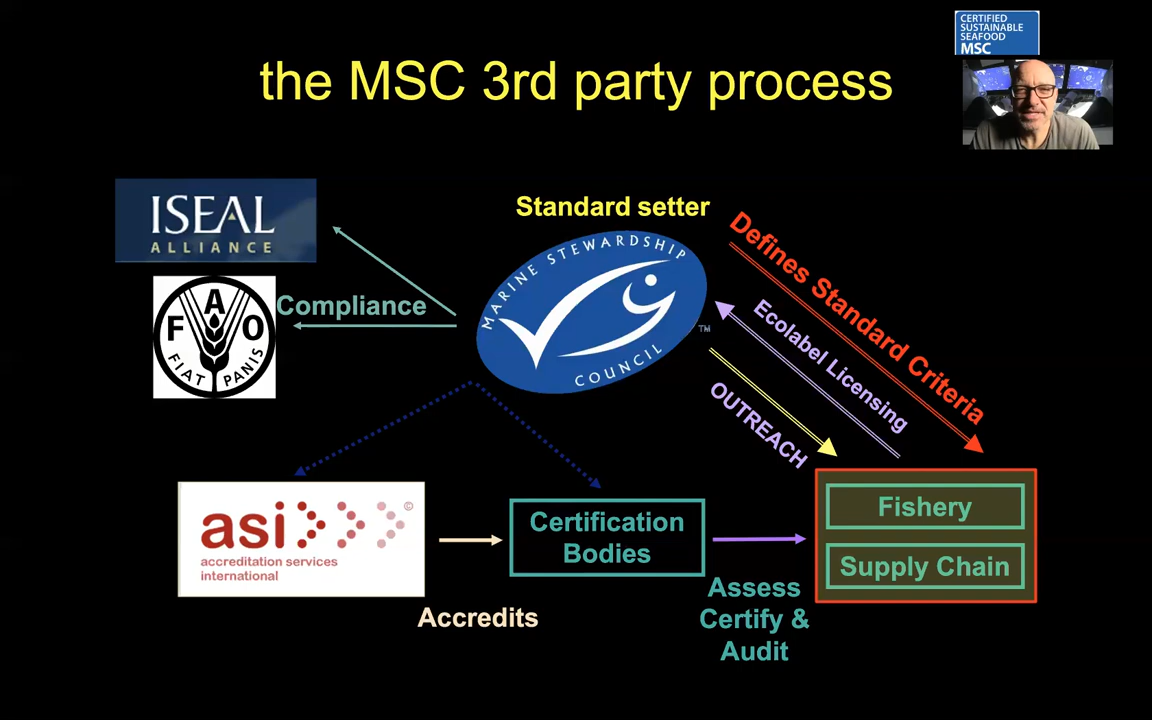 CERTIFIED
SUSTAINABLE
SEAFOOD
MSC
the MSC 3rd party process
ISEAL
ALLIANCE
Standard setter
MARINE STEWARDSHIP
COUNCIL
TM
Defines Standard Criteria
Ecolabel Licensing
OUTREACH
Compliance
F A O
FIAT PANIS
asi
©
accreditation services
international
Accredits
Certification
Bodies
Assess
Certify &
Audit
Fishery
Supply Chain